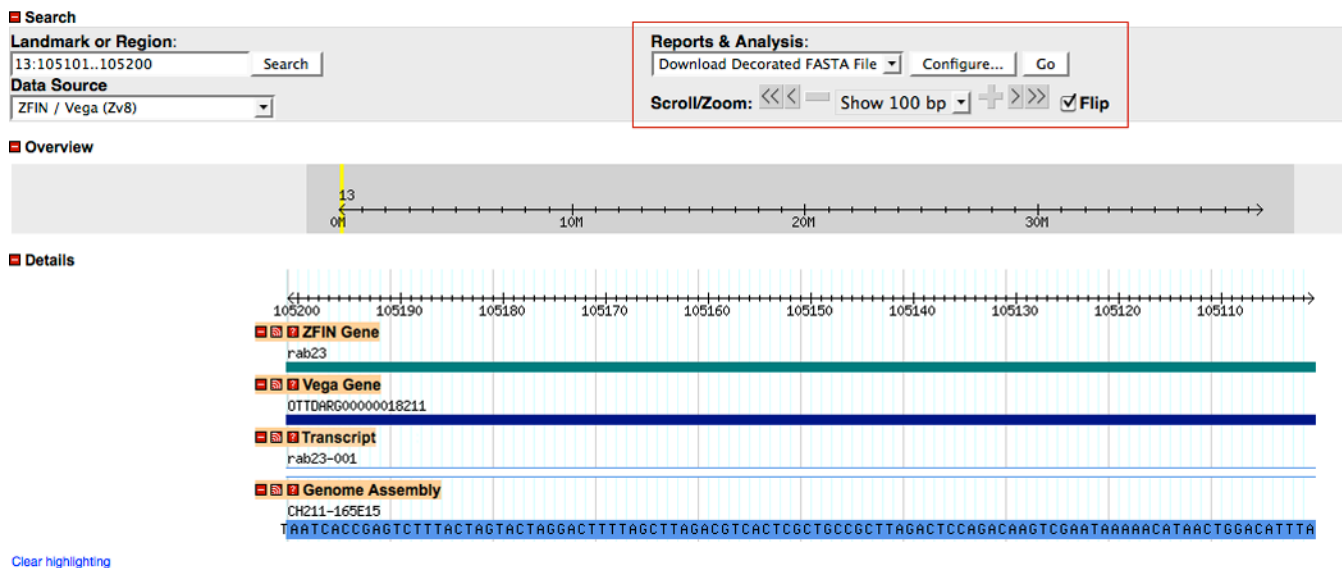 Search
Landmark or Region:
13:105101..105200 Search
Data Source
ZFIN / Vega (Zv8)
Reports & Analysis:
Download Decorated FASTA File Configure... Go
Scroll/Zoom: << < Show 100 bp > >> Flip
Overview
13
0M 10M 20M 30M
Details
105200 105190 105180 105170 105160 105150 105140 105130 105120 105110
ZFIN Gene
rab23
Vega Gene
OTTDARG00000018211
Transcript
rab23-001
Genome Assembly
CH211-165E15
TAATCACCGAGTCTTTACTAGTACTAGGACTTTTAGCTTAGACGTCACTCGCTGCCGCTTAGACTCCAGACAAGTCGAATAAAAACATAACTGGACATTTA
Clear highlighting